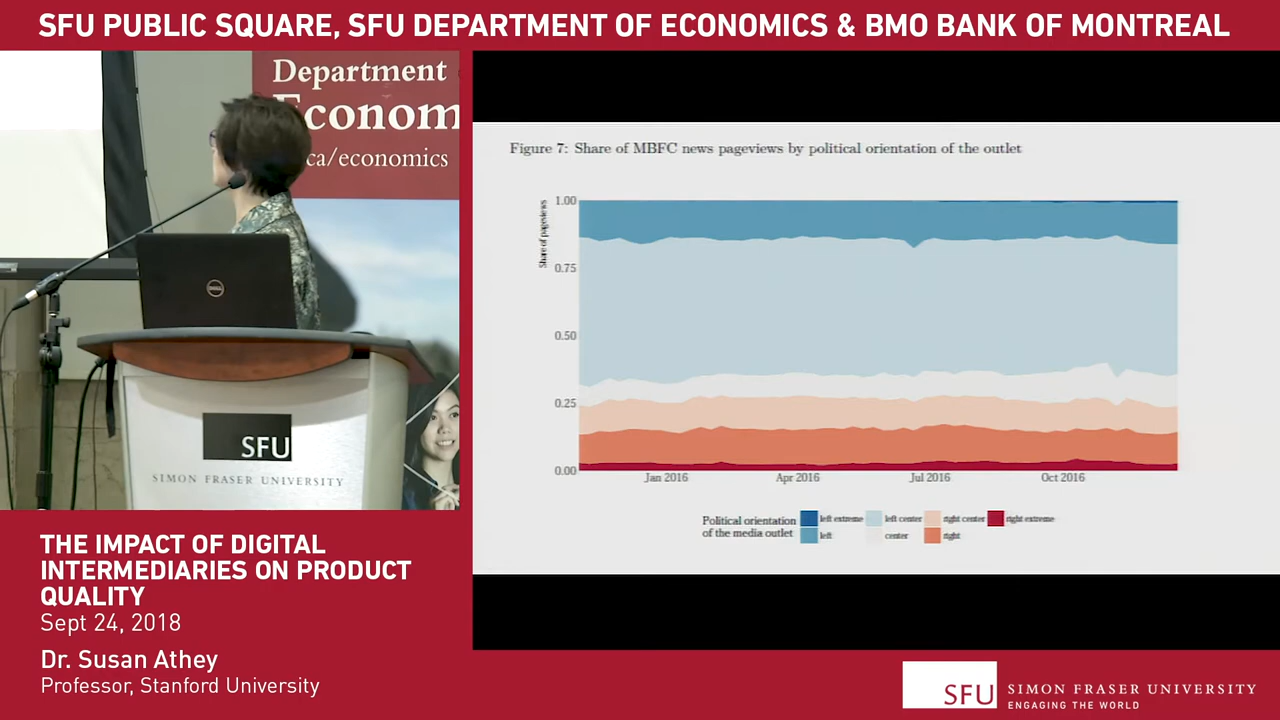 SFU PUBLIC SQUARE, SFU DEPARTMENT OF ECONOMICS & BMO BANK OF MONTREAL
Department
Econom
ca/economics
DELL
SFU
SIMON FRASER UNIVERSITY
Figure 7: Share of MBFC news pageviews by political orientation of the outlet
Share of pageviews
1.00
0.75
0.50
0.25
0.00
Jan 2016 Apr 2016 Jul 2016 Oct 2016
Political orientation of the media outlet
left extreme left center right center right extreme
left center right
THE IMPACT OF DIGITAL
INTERMEDIARIES ON PRODUCT
QUALITY
Sept 24, 2018
Dr. Susan Athey
Professor, Stanford University
SFU
SIMON FRASER UNIVERSITY
ENGAGING THE WORLD